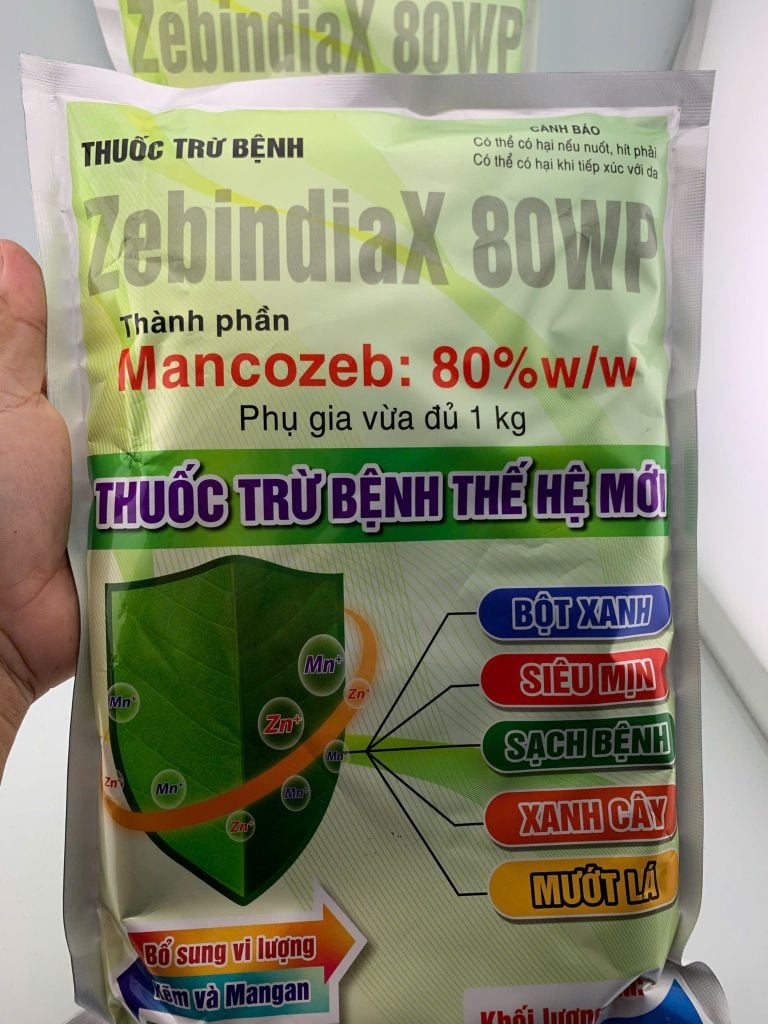 ZebindiaX 80WP
THUỐC TRỪ BỆNH
CẢNH BÁO
Có thể có hại nếu nuốt, hít phải
Có thể có hại khi tiếp xúc với da
ZebindiaX 80WP
Thành phần
Mancozeb: 80%w/w
Phụ gia vừa đủ 1 kg
THUỐC TRỪ BỆNH THẾ HỆ MỚI
BỘT XANH
SIÊU MỊN
SẠCH BỆNH
XANH CÂY
MƯỚT LÁ
Mn⁺
Zn⁺
Mn⁺
Zn⁺
Mn⁺
Zn⁺
Mn⁺
Mn⁺
Zn⁺
Bổ sung vi lượng
Kẽm và Mangan
Khối lượng